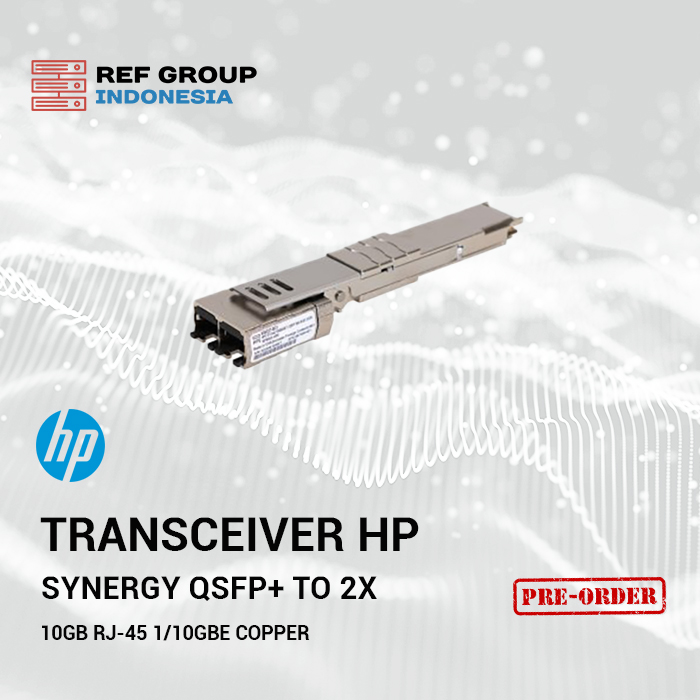 REF GROUP
INDONESIA
hp
TRANSCEIVER HP
SYNERGY QSFP+ TO 2X
PRE-ORDER
10GB RJ-45 1/10GBE COPPER